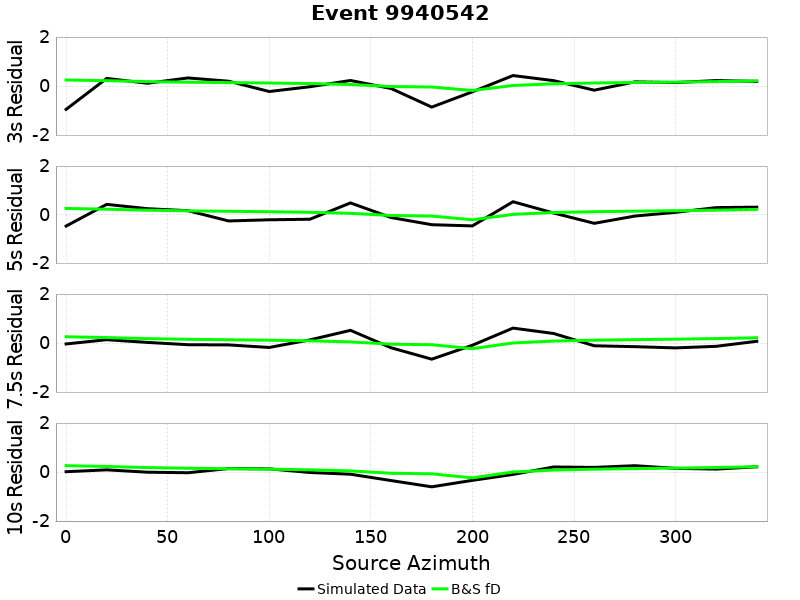 Event 9940542
3s Residual
2
0
-2
5s Residual
2
0
-2
7.5s Residual
2
0
-2
10s Residual
2
0
-2
0 50 100 150 200 250 300
Source Azimuth
Simulated Data B&S fD